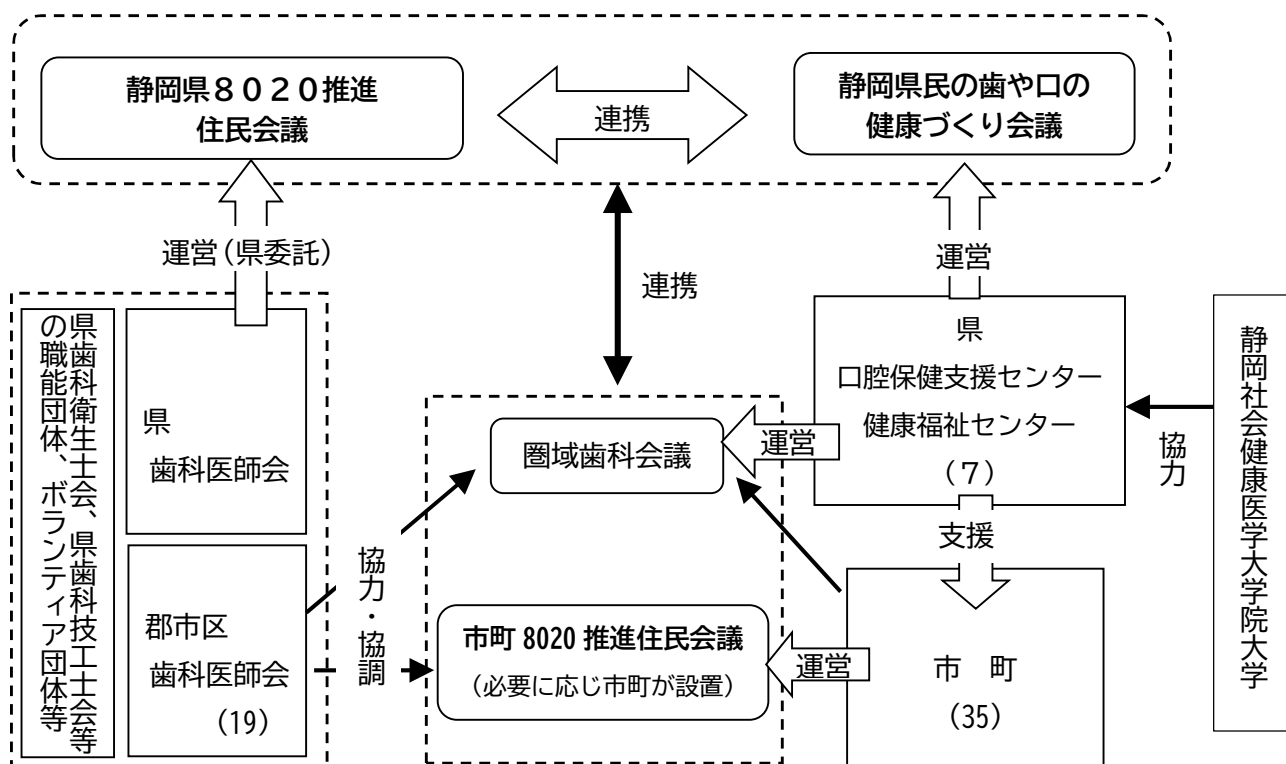 静岡県８０２０推進
住民会議
連携
静岡県民の歯や口の
健康づくり会議
運営(県委託)
連携
運営
県歯科衛生士会、県歯科技工士会等
の職能団体、ボランティア団体等
県
歯科医師会
郡市区
歯科医師会
(19)
協力・協調
圏域歯科会議
運営
市町 8020 推進住民会議
(必要に応じ市町が設置)
運営
県
口腔保健支援センター
健康福祉センター
(７)
支援
市　町
(35)
協力
静岡社会健康医学大学院大学